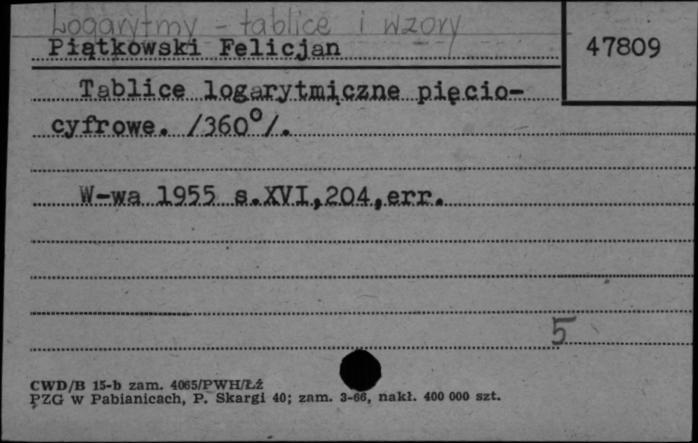 Logarytmy - tablice i wzory
Piątkowski Felicjan
47809
Tablice logarytmiczne pięcio-
cyfrowe. /360°/.
W-wa 1955 s.XVI,204,err.
5
CWD/B 15-b zam. 4065/PWH/Łż
PZG w Pabianicach, P. Skargi 40; zam. 3-66, nakł. 400 000 szt.